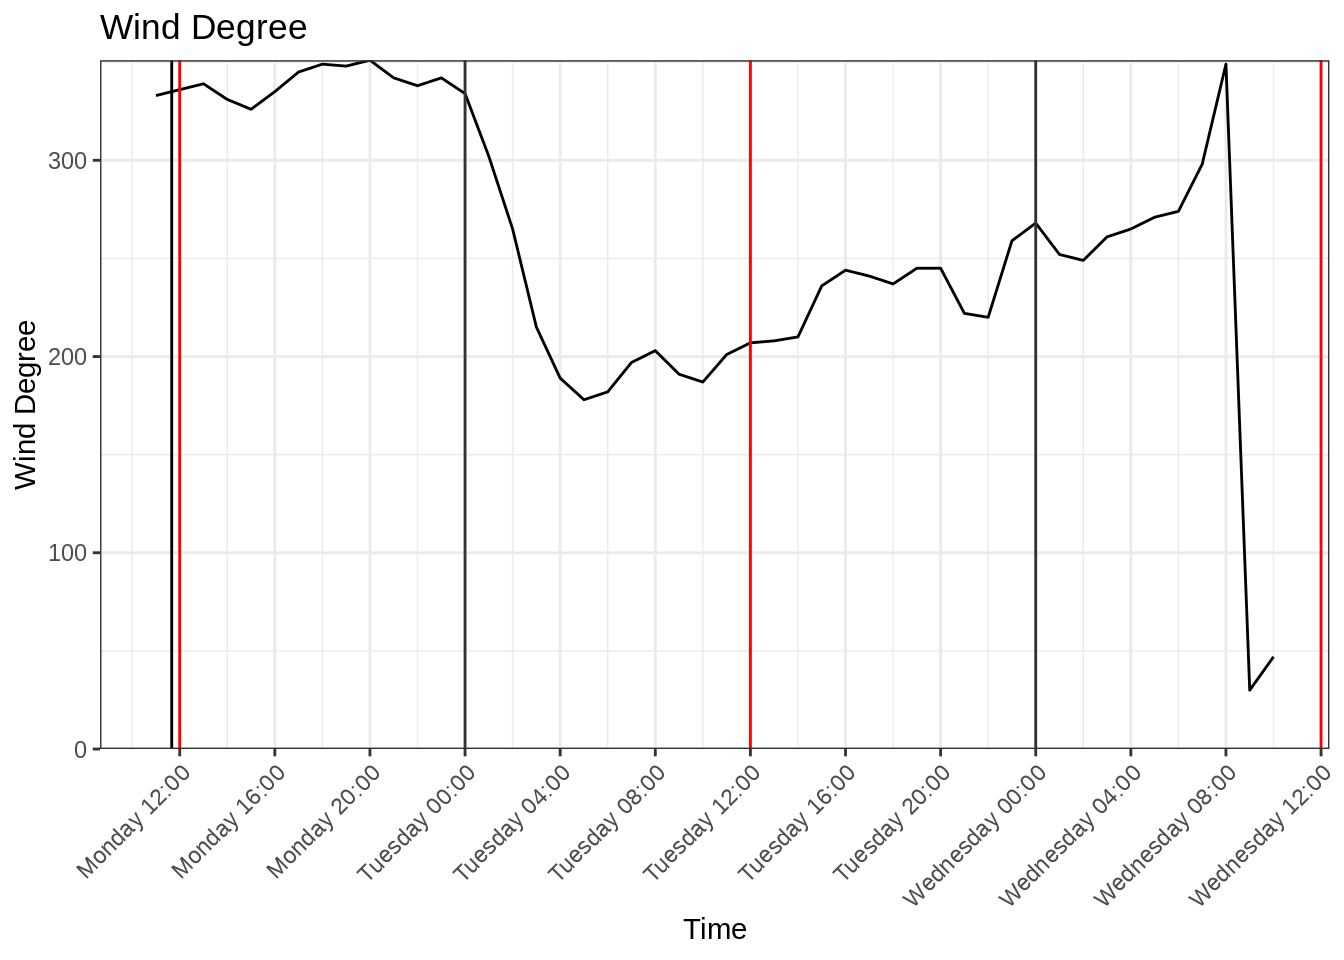 Wind Degree
Wind Degree
300
200
100
0
Monday 12:00
Monday 16:00
Monday 20:00
Tuesday 00:00
Tuesday 04:00
Tuesday 08:00
Tuesday 12:00
Tuesday 16:00
Tuesday 20:00
Wednesday 00:00
Wednesday 04:00
Wednesday 08:00
Wednesday 12:00
Time